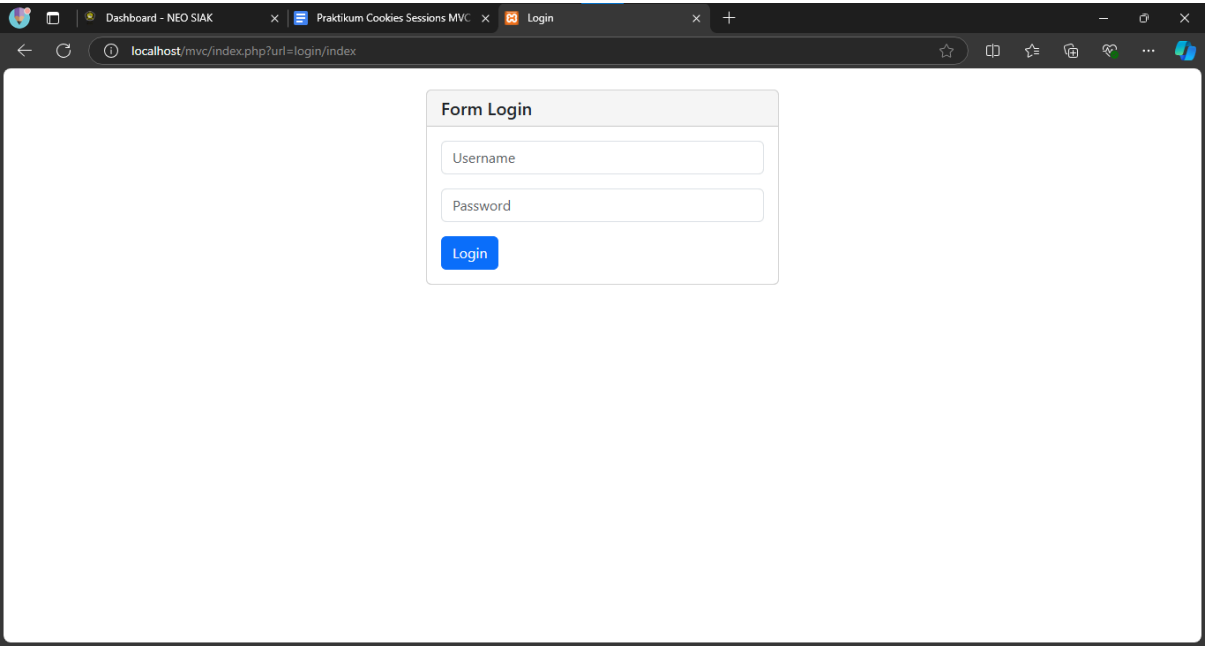 Dashboard - NEO SIAK
Praktikum Cookies Sessions MVC
Login
localhost/mvc/index.php?url=login/index
Form Login
Username
Password
Login